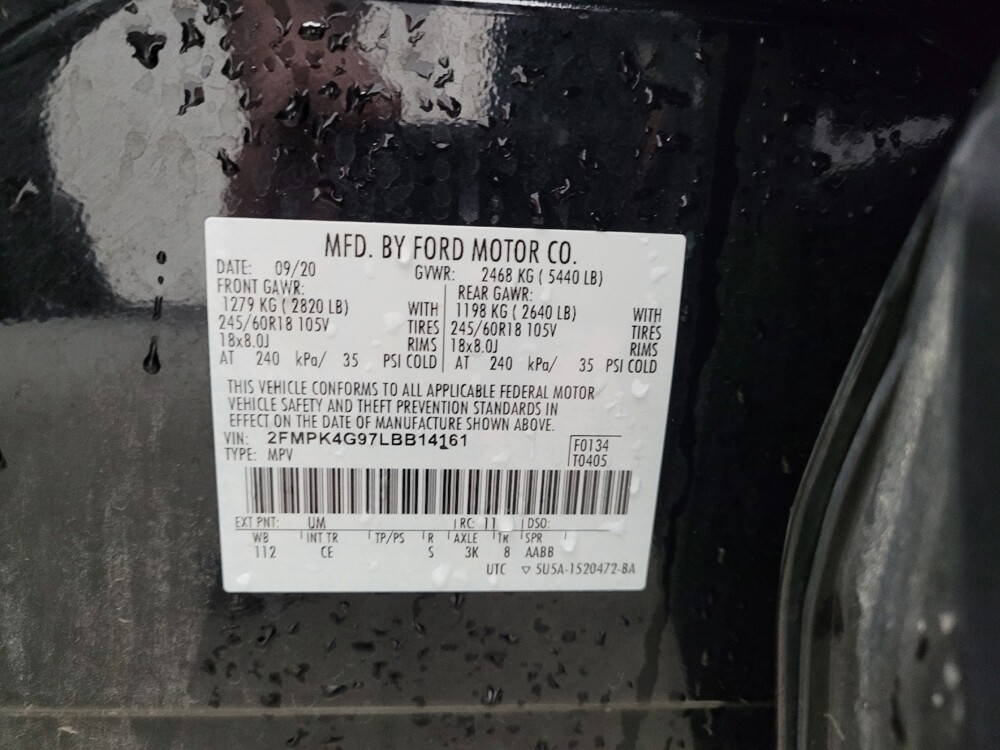 MFD. BY FORD MOTOR CO.
DATE: 09/20 GVWR: 2468 KG ( 5440 LB)
FRONT GAWR: REAR GAWR:
1279 KG ( 2820 LB) WITH 1198 KG ( 2640 LB) WITH
245/60R18 105V TIRES 245/60R18 105V TIRES
18x8.0J RIMS 18x8.0J RIMS
AT 240 kPa/ 35 PSI COLD AT 240 kPa/ 35 PSI COLD
THIS VEHICLE CONFORMS TO ALL APPLICABLE FEDERAL MOTOR
VEHICLE SAFETY AND THEFT PREVENTION STANDARDS IN
EFFECT ON THE DATE OF MANUFACTURE SHOWN ABOVE.
VIN: 2FMPK4G97LBB14161 F0134
TYPE: MPV T0405
EXT PNT: UM RC: 11 DSO:
WB INT TR TP/PS R AXLE TR SPR
112 CE S 3K 8 AABB
UTC ▽ 5U5A-1520472-BA